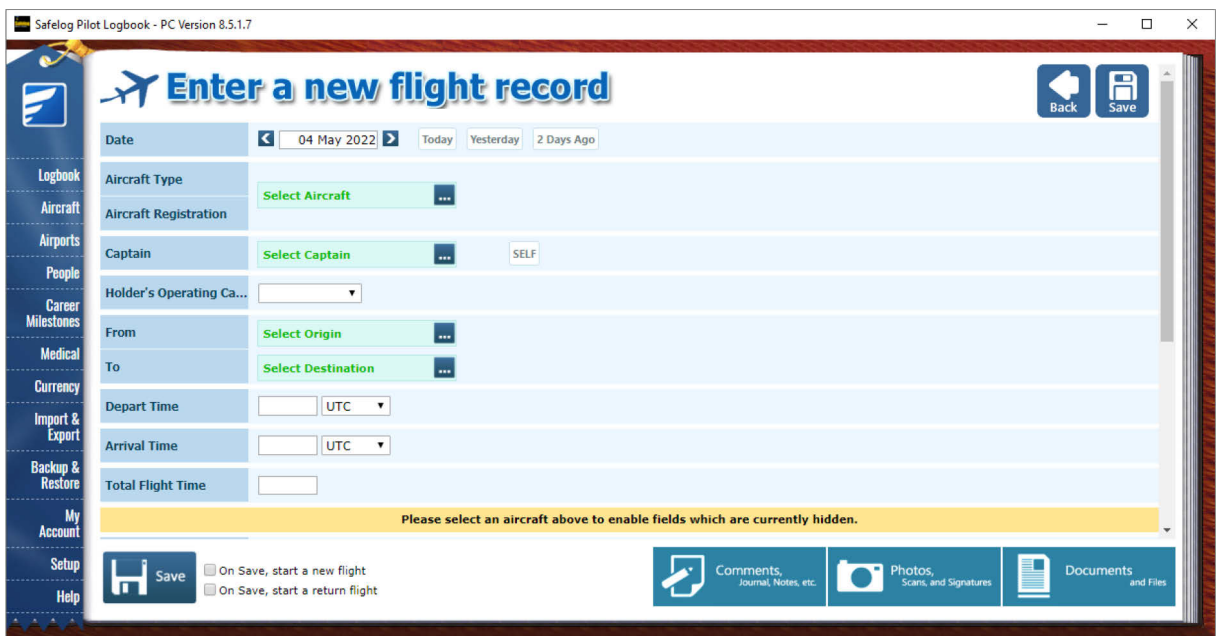 Safelog Pilot Logbook - PC Version 8.5.1.7
Enter a new flight record
Back
Save
Date
04 May 2022
Today
Yesterday
2 Days Ago
Logbook
Aircraft
Airports
People
Career
Milestones
Medical
Currency
Import &
Export
Backup &
Restore
My
Account
Setup
Help
Aircraft Type
Select Aircraft
...
Aircraft Registration
Captain
Select Captain
...
SELF
Holder's Operating Ca...
From
Select Origin
...
To
Select Destination
...
Depart Time
UTC
Arrival Time
UTC
Total Flight Time
Please select an aircraft above to enable fields which are currently hidden.
Save
On Save, start a new flight
On Save, start a return flight
Comments,
Journal, Notes, etc.
Photos,
Scans, and Signatures
Documents
and Files